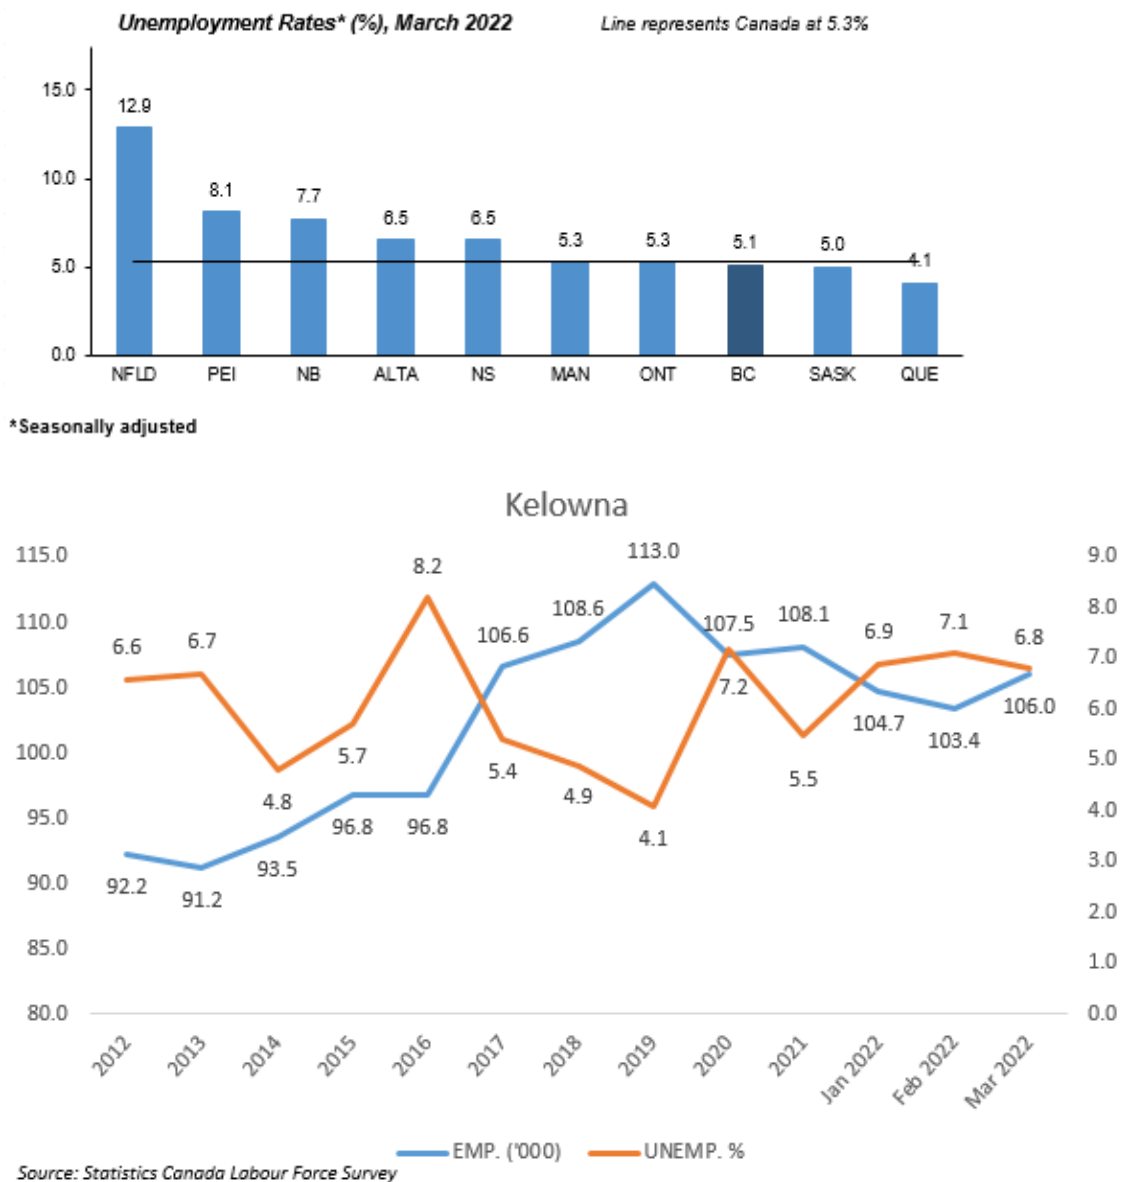 Unemployment Rates* (%), March 2022 Line represents Canada at 5.3%
15.0
10.0
5.0
0.0
12.9 8.1 7.7 6.5 6.5 5.3 5.3 5.1 5.0 4.1
NFLD PEI NB ALTA NS MAN ONT BC SASK QUE
*Seasonally adjusted
Kelowna
115.0
110.0
105.0
100.0
95.0
90.0
85.0
80.0
9.0
8.0
7.0
6.0
5.0
4.0
3.0
2.0
1.0
0.0
6.6 6.7 4.8 5.7 8.2 5.4 4.9 4.1 7.2 5.5 6.9 7.1 6.8
92.2 91.2 93.5 96.8 96.8 106.6 108.6 113.0 107.5 108.1 104.7 103.4 106.0
2012 2013 2014 2015 2016 2017 2018 2019 2020 2021 Jan 2022 Feb 2022 Mar 2022
EMP. ('000) UNEMP. %
Source: Statistics Canada Labour Force Survey